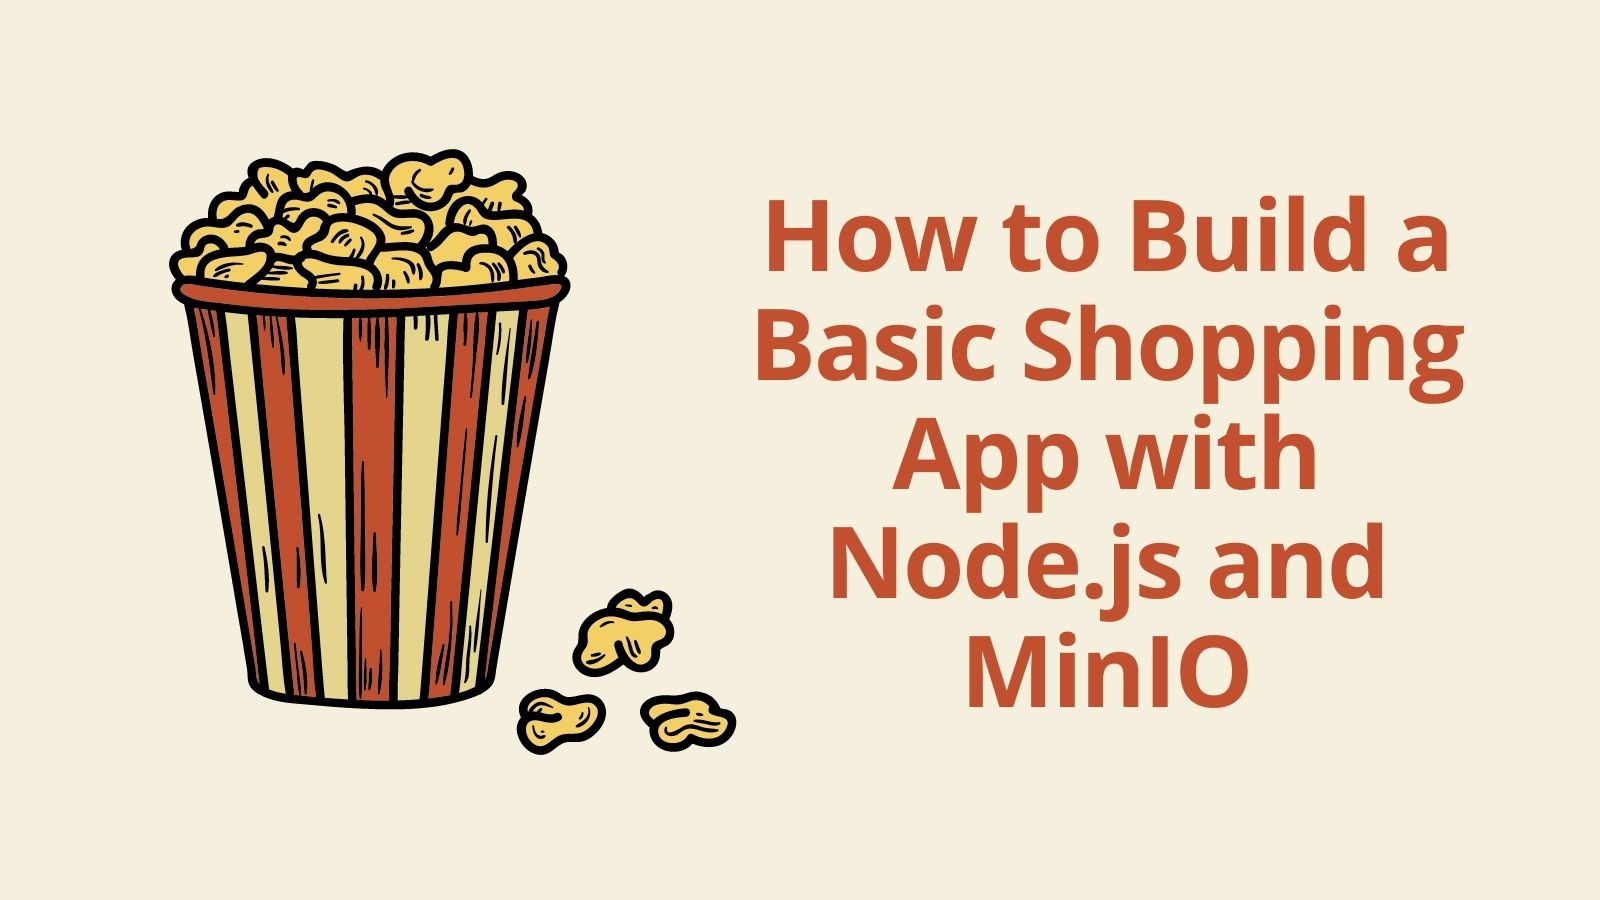 How to Build a
Basic Shopping
App with
Node.js and
MinIO